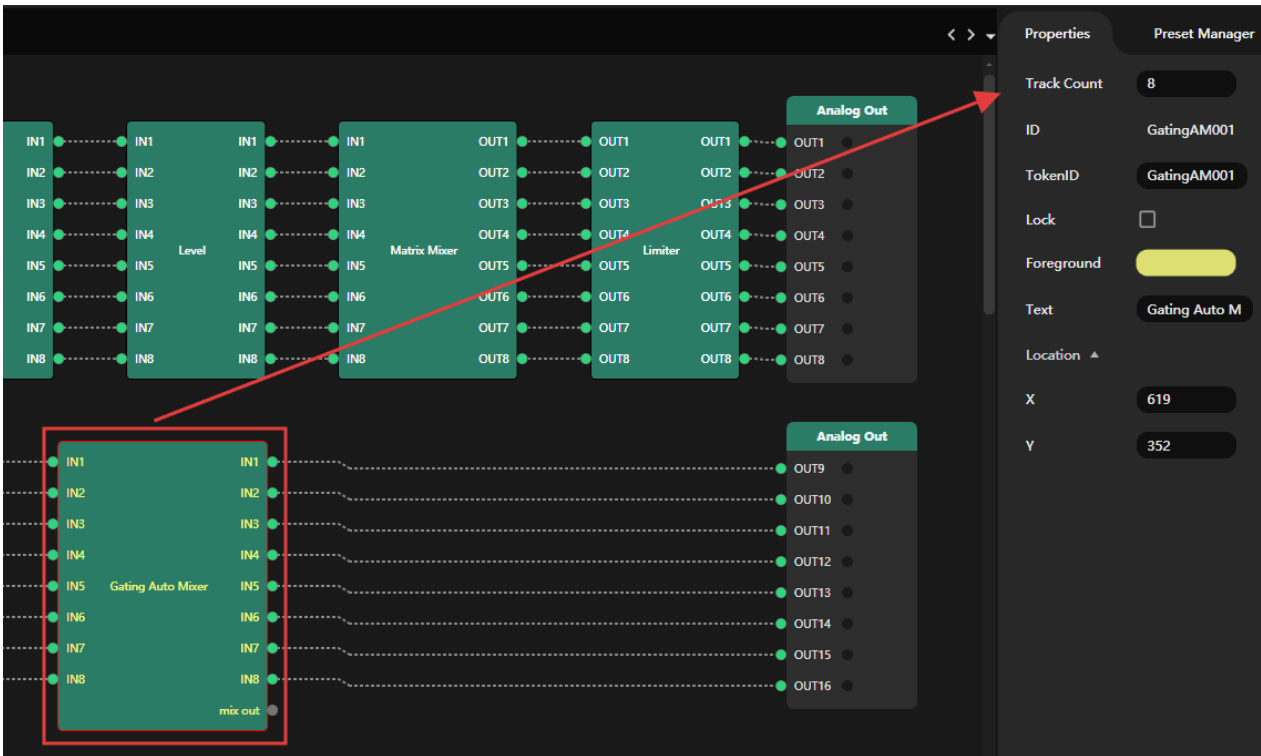 Properties
Preset Manager
Track Count 8
ID GatingAM001
TokenID GatingAM001
Lock
Foreground
Text Gating Auto M
Location
X 619
Y 352
Analog Out
IN1 IN1 IN1 IN1 OUT1 OUT1 OUT1 OUT1
IN2 IN2 IN2 IN2 OUT2 OUT2 OUT2 OUT2
IN3 IN3 IN3 IN3 OUT3 OUT3 OUT3 OUT3
IN4 IN4 IN4 IN4 OUT4 OUT4 OUT4 OUT4
Level Matrix Mixer Limiter
IN5 IN5 IN5 IN5 OUT5 OUT5 OUT5 OUT5
IN6 IN6 IN6 IN6 OUT6 OUT6 OUT6 OUT6
IN7 IN7 IN7 IN7 OUT7 OUT7 OUT7 OUT7
IN8 IN8 IN8 IN8 OUT8 OUT8 OUT8 OUT8
Analog Out
IN1 IN1 OUT9
IN2 IN2 OUT10
IN3 IN3 OUT11
IN4 IN4 OUT12
IN5 Gating Auto Mixer IN5 OUT13
IN6 IN6 OUT14
IN7 IN7 OUT15
IN8 IN8 OUT16
mix out